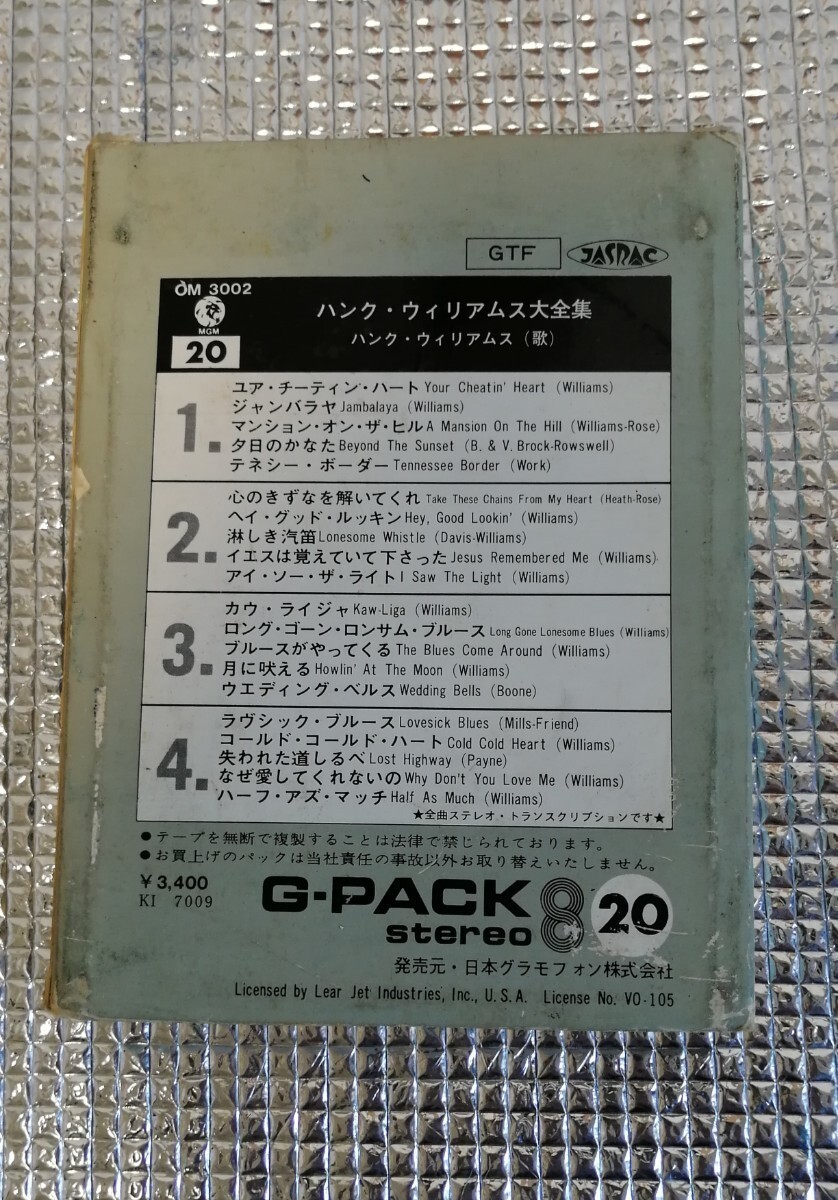 GTF JASRAC
OM 3002
MGM
20
ハンク・ウィリアムス大全集
ハンク・ウィリアムス（歌）
1.
ユア・チーティン・ハート Your Cheatin' Heart (Williams)
ジャンバラヤ Jambalaya (Williams)
マンション・オン・ザ・ヒル A Mansion On The Hill (Williams-Rose)
夕日のかなた Beyond The Sunset (B. & V. Brock-Rowswell)
テネシー・ボーダー Tennessee Border (Work)
2.
心のきずなを解いてくれ Take These Chains From My Heart (Heath-Rose)
ヘイ・グッド・ルッキン Hey, Good Lookin' (Williams)
淋しき汽笛 Lonesome Whistle (Davis-Williams)
イエスは覚えていて下さった Jesus Remembered Me (Williams)
アイ・ソー・ザ・ライト I Saw The Light (Williams)
3.
カウ・ライジャ Kaw-Liga (Williams)
ロング・ゴーン・ロンサム・ブルース Long Gone Lonesome Blues (Williams)
ブルースがやってくる The Blues Come Around (Williams)
月に吠える Howlin' At The Moon (Williams)
ウエディング・ベルス Wedding Bells (Boone)
4.
ラヴシック・ブルース Lovesick Blues (Mills-Friend)
コールド・コールド・ハート Cold Cold Heart (Williams)
失われた道しるべ Lost Highway (Payne)
なぜ愛してくれないの Why Don't You Love Me (Williams)
ハーフ・アズ・マッチ Half As Much (Williams)
★全曲ステレオ・トランスクリプションです★
●テープを無断で複製することは法律で禁じられております。
●お買上げのパックは当社責任の事故以外お取り替えいたしません。
￥3,400
KI 7009
G-PACK
stereo 8 20
発売元・日本グラモフォン株式会社
Licensed by Lear Jet Industries, Inc., U.S.A. License No. VO-105